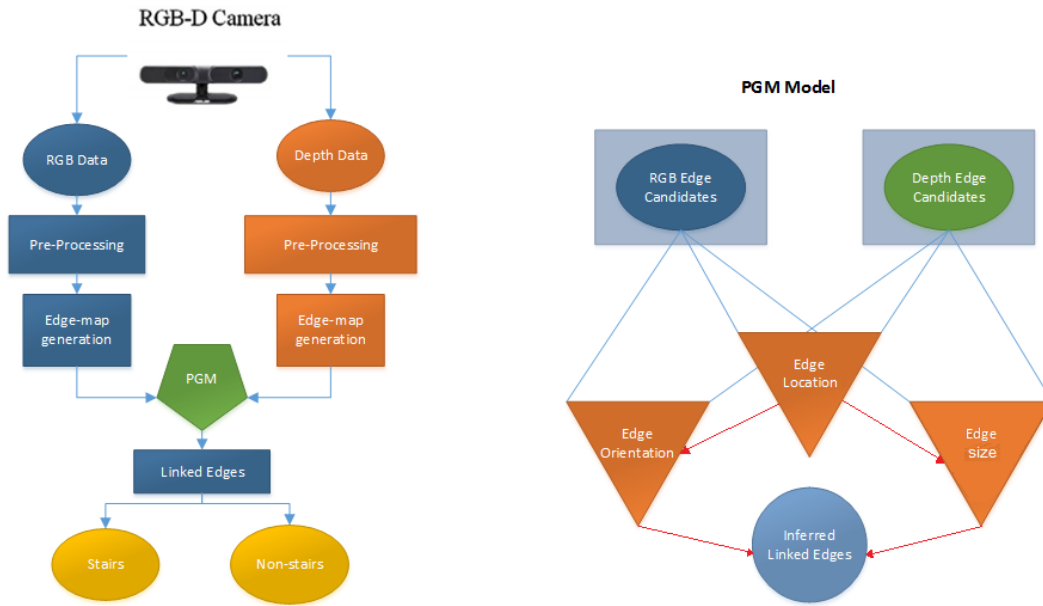 RGB-D Camera
RGB Data
Depth Data
Pre-Processing
Pre-Processing
Edge-map
generation
Edge-map
generation
PGM
Linked Edges
Stairs
Non-stairs
PGM Model
RGB Edge
Candidates
Depth Edge
Candidates
Edge
Location
Edge
Orientation
Edge
size
Inferred
Linked Edges